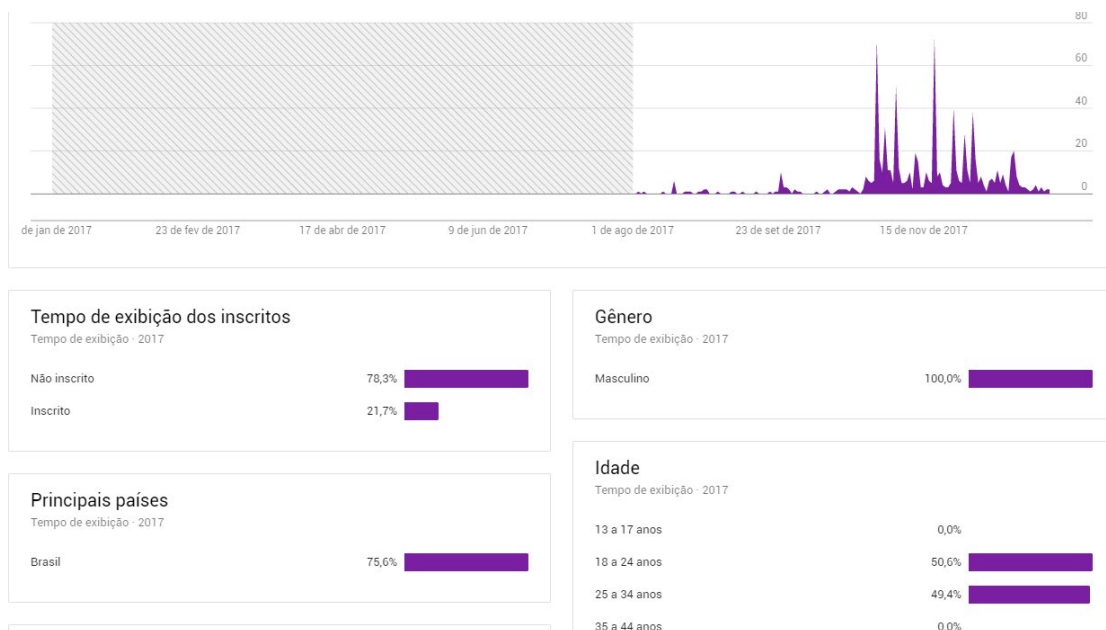 80
60
40
20
0
de jan de 2017 23 de fev de 2017 17 de abr de 2017 9 de jun de 2017 1 de ago de 2017 23 de set de 2017 15 de nov de 2017
Tempo de exibição dos inscritos
Tempo de exibição · 2017
Não inscrito 78,3%
Inscrito 21,7%
Principais países
Tempo de exibição · 2017
Brasil 75,6%
Gênero
Tempo de exibição · 2017
Masculino 100,0%
Idade
Tempo de exibição · 2017
13 a 17 anos 0,0%
18 a 24 anos 50,6%
25 a 34 anos 49,4%
35 a 44 anos 0,0%